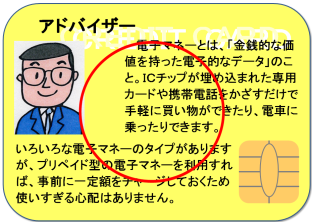 アドバイザー
電子マネーとは、「金銭的な価
値を持った電子的なデータ」のこ
と。ICチップが埋め込まれた専用
カードや携帯電話をかざすだけで
手軽に買い物ができたり、電車に
乗ったりできます。
いろいろな電子マネーのタイプがあります
が、プリペイド型の電子マネーを利用すれ
ば、事前に一定額をチャージしておくため
使いすぎる心配はありません。